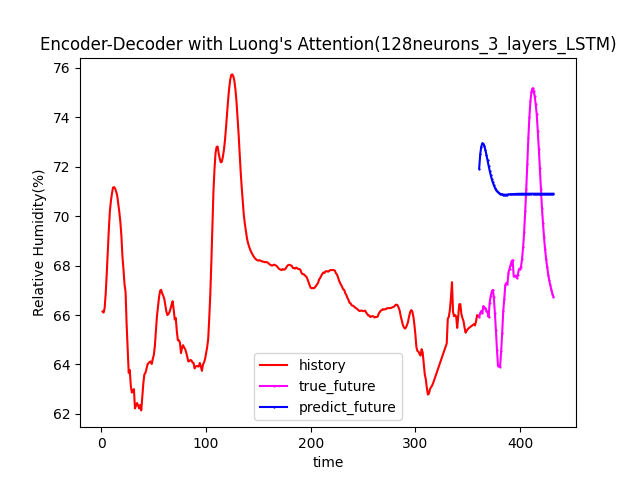 Encoder-Decoder with Luong's Attention(128neurons_3_layers_LSTM)
76
74
72
70
68
66
64
62
Relative Humidity(%)
history
true_future
predict_future
0 100 200 300 400
time